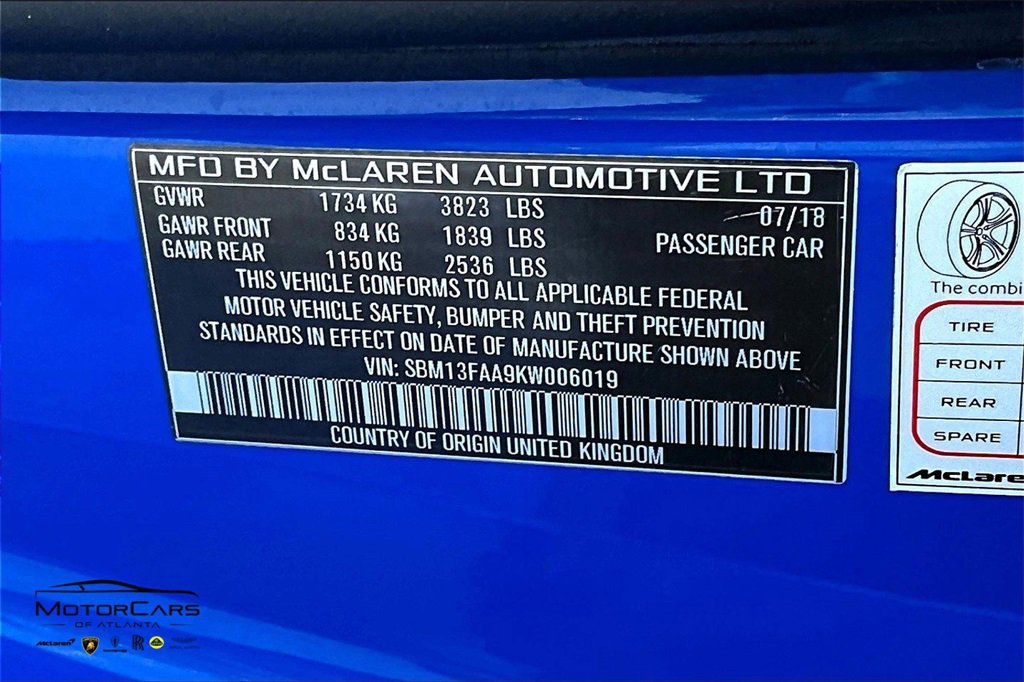 MFD BY McLAREN AUTOMOTIVE LTD
GVWR 1734 KG 3823 LBS 07/18
GAWR FRONT 834 KG 1839 LBS PASSENGER CAR
GAWR REAR 1150 KG 2536 LBS
THIS VEHICLE CONFORMS TO ALL APPLICABLE FEDERAL
MOTOR VEHICLE SAFETY, BUMPER AND THEFT PREVENTION
STANDARDS IN EFFECT ON DATE OF MANUFACTURE SHOWN ABOVE
VIN: SBM13FAA9KW006019
COUNTRY OF ORIGIN UNITED KINGDOM
The combi
TIRE
FRONT
REAR
SPARE
McLare
MOTORCARS
OF ATLANTA
McLaren